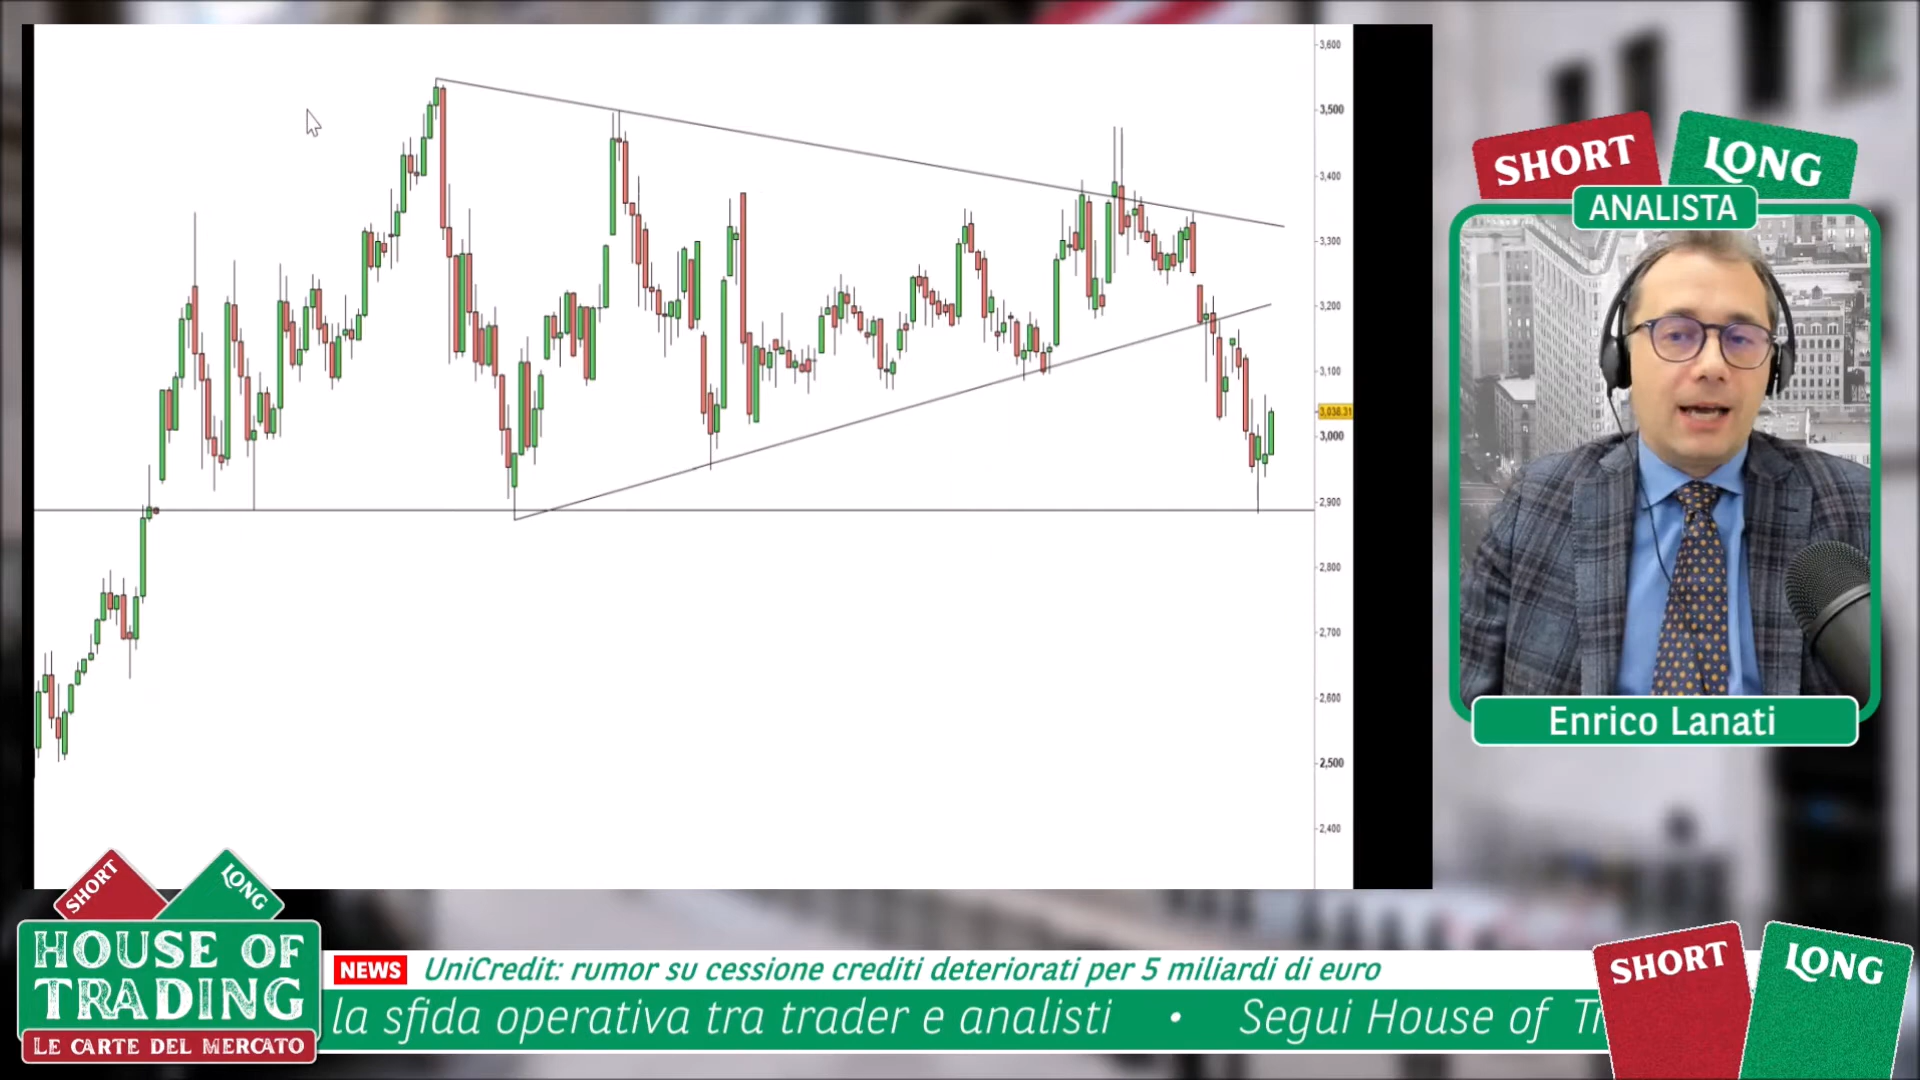 3,600
3,500
3,400
3,300
3,200
3,100
3,038.31
3,000
2,900
2,800
2,700
2,600
2,500
2,400
SHORT
LONG
ANALISTA
Enrico Lanati
SHORT
LONG
HOUSE OF
TRADING
LE CARTE DEL MERCATO
NEWS UniCredit: rumor su cessione crediti deteriorati per 5 miliardi di euro
la sfida operativa tra trader e analisti • Segui House of Tr
SHORT
LONG